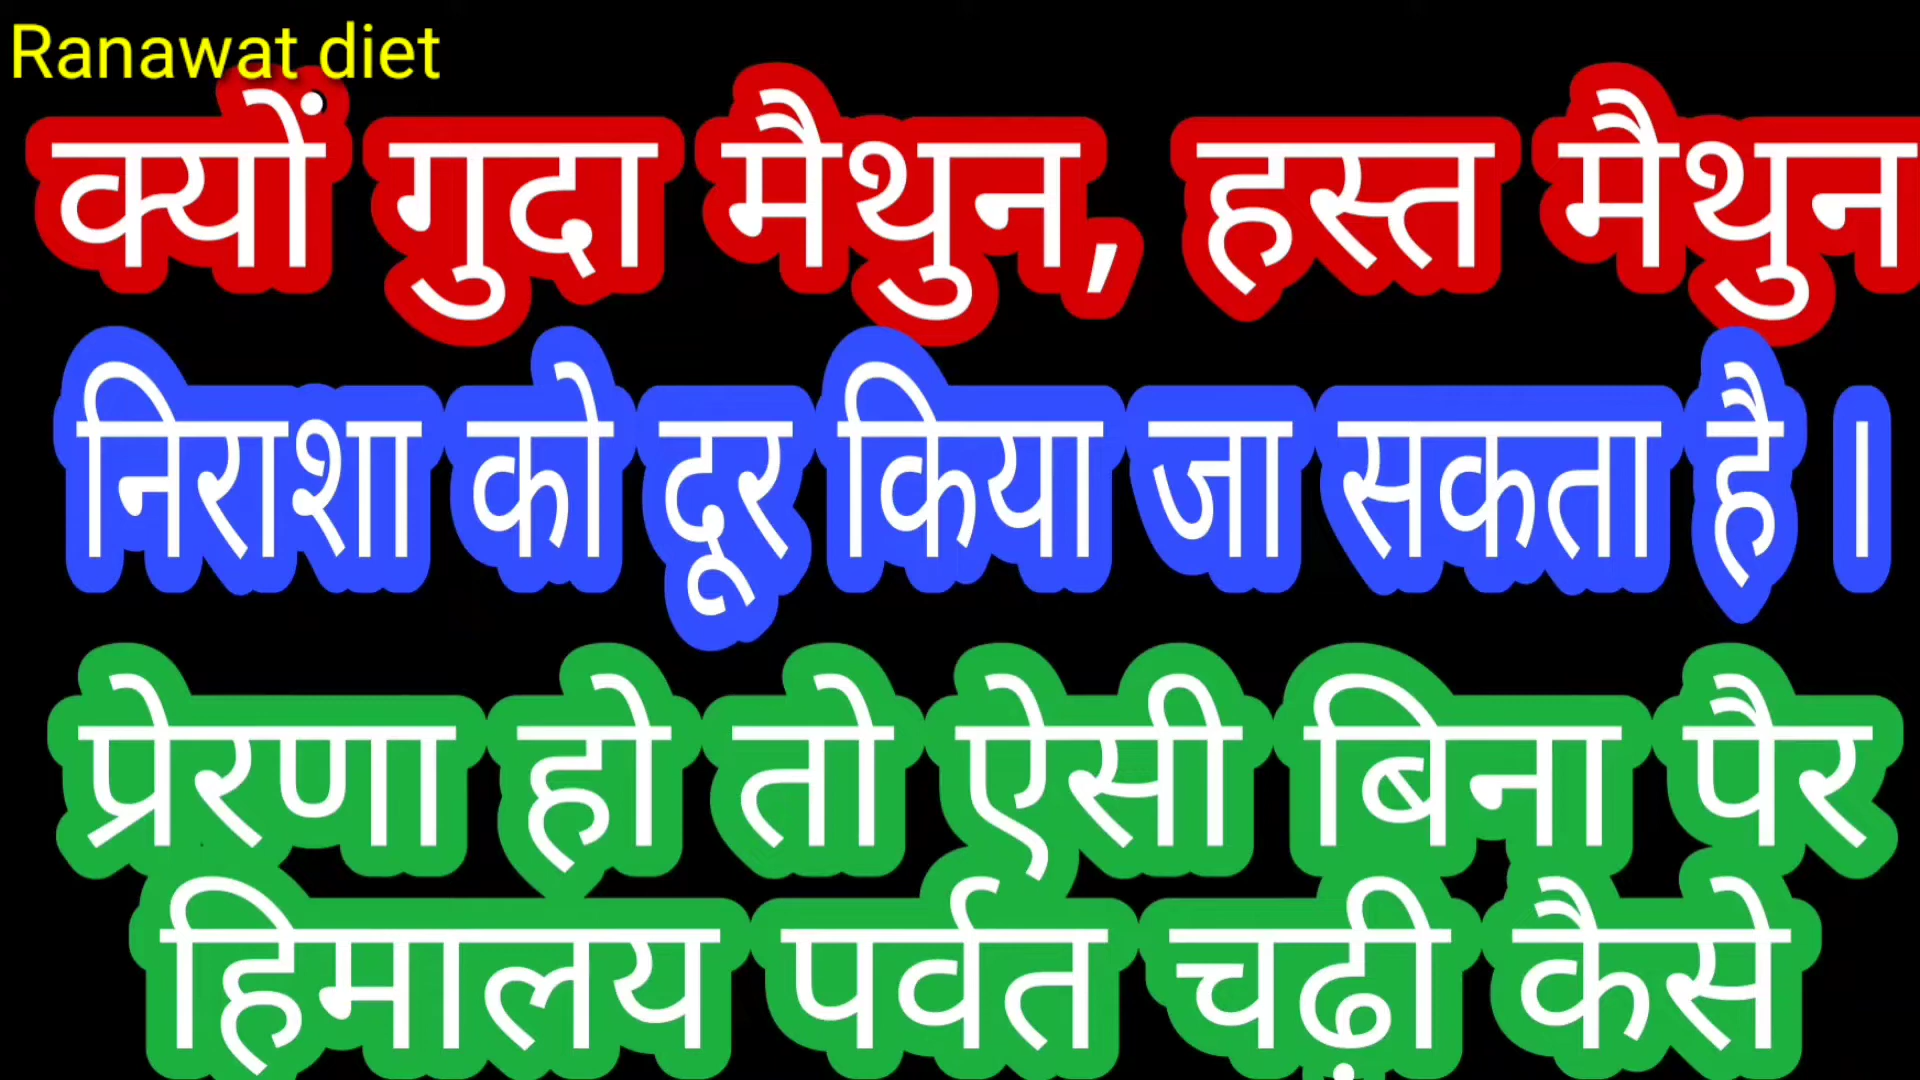 Ranawat diet
क्यों गुदा मैथुन, हस्त मैथुन
निराशा को दूर किया जा सकता है ।
प्रेरणा हो तो ऐसी बिना पैर
हिमालय पर्वत चढ़ी कैसे